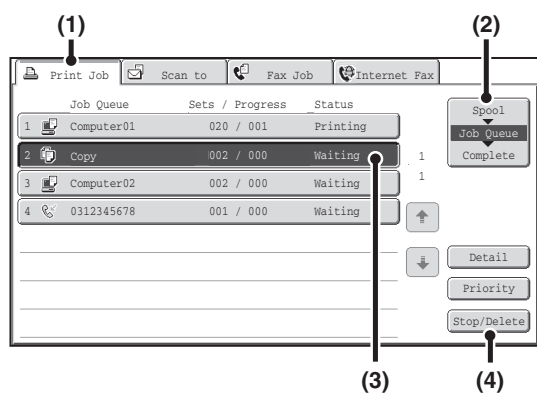 (1) (2)
Print Job Scan to Fax Job Internet Fax
Job Queue Sets / Progress Status
Spool
Job Queue
Complete
1 Computer01 020 / 001 Printing
2 Copy 002 / 000 Waiting 1
3 Computer02 002 / 000 Waiting 1
4 0312345678 001 / 000 Waiting
Detail
Priority
Stop/Delete
(3) (4)